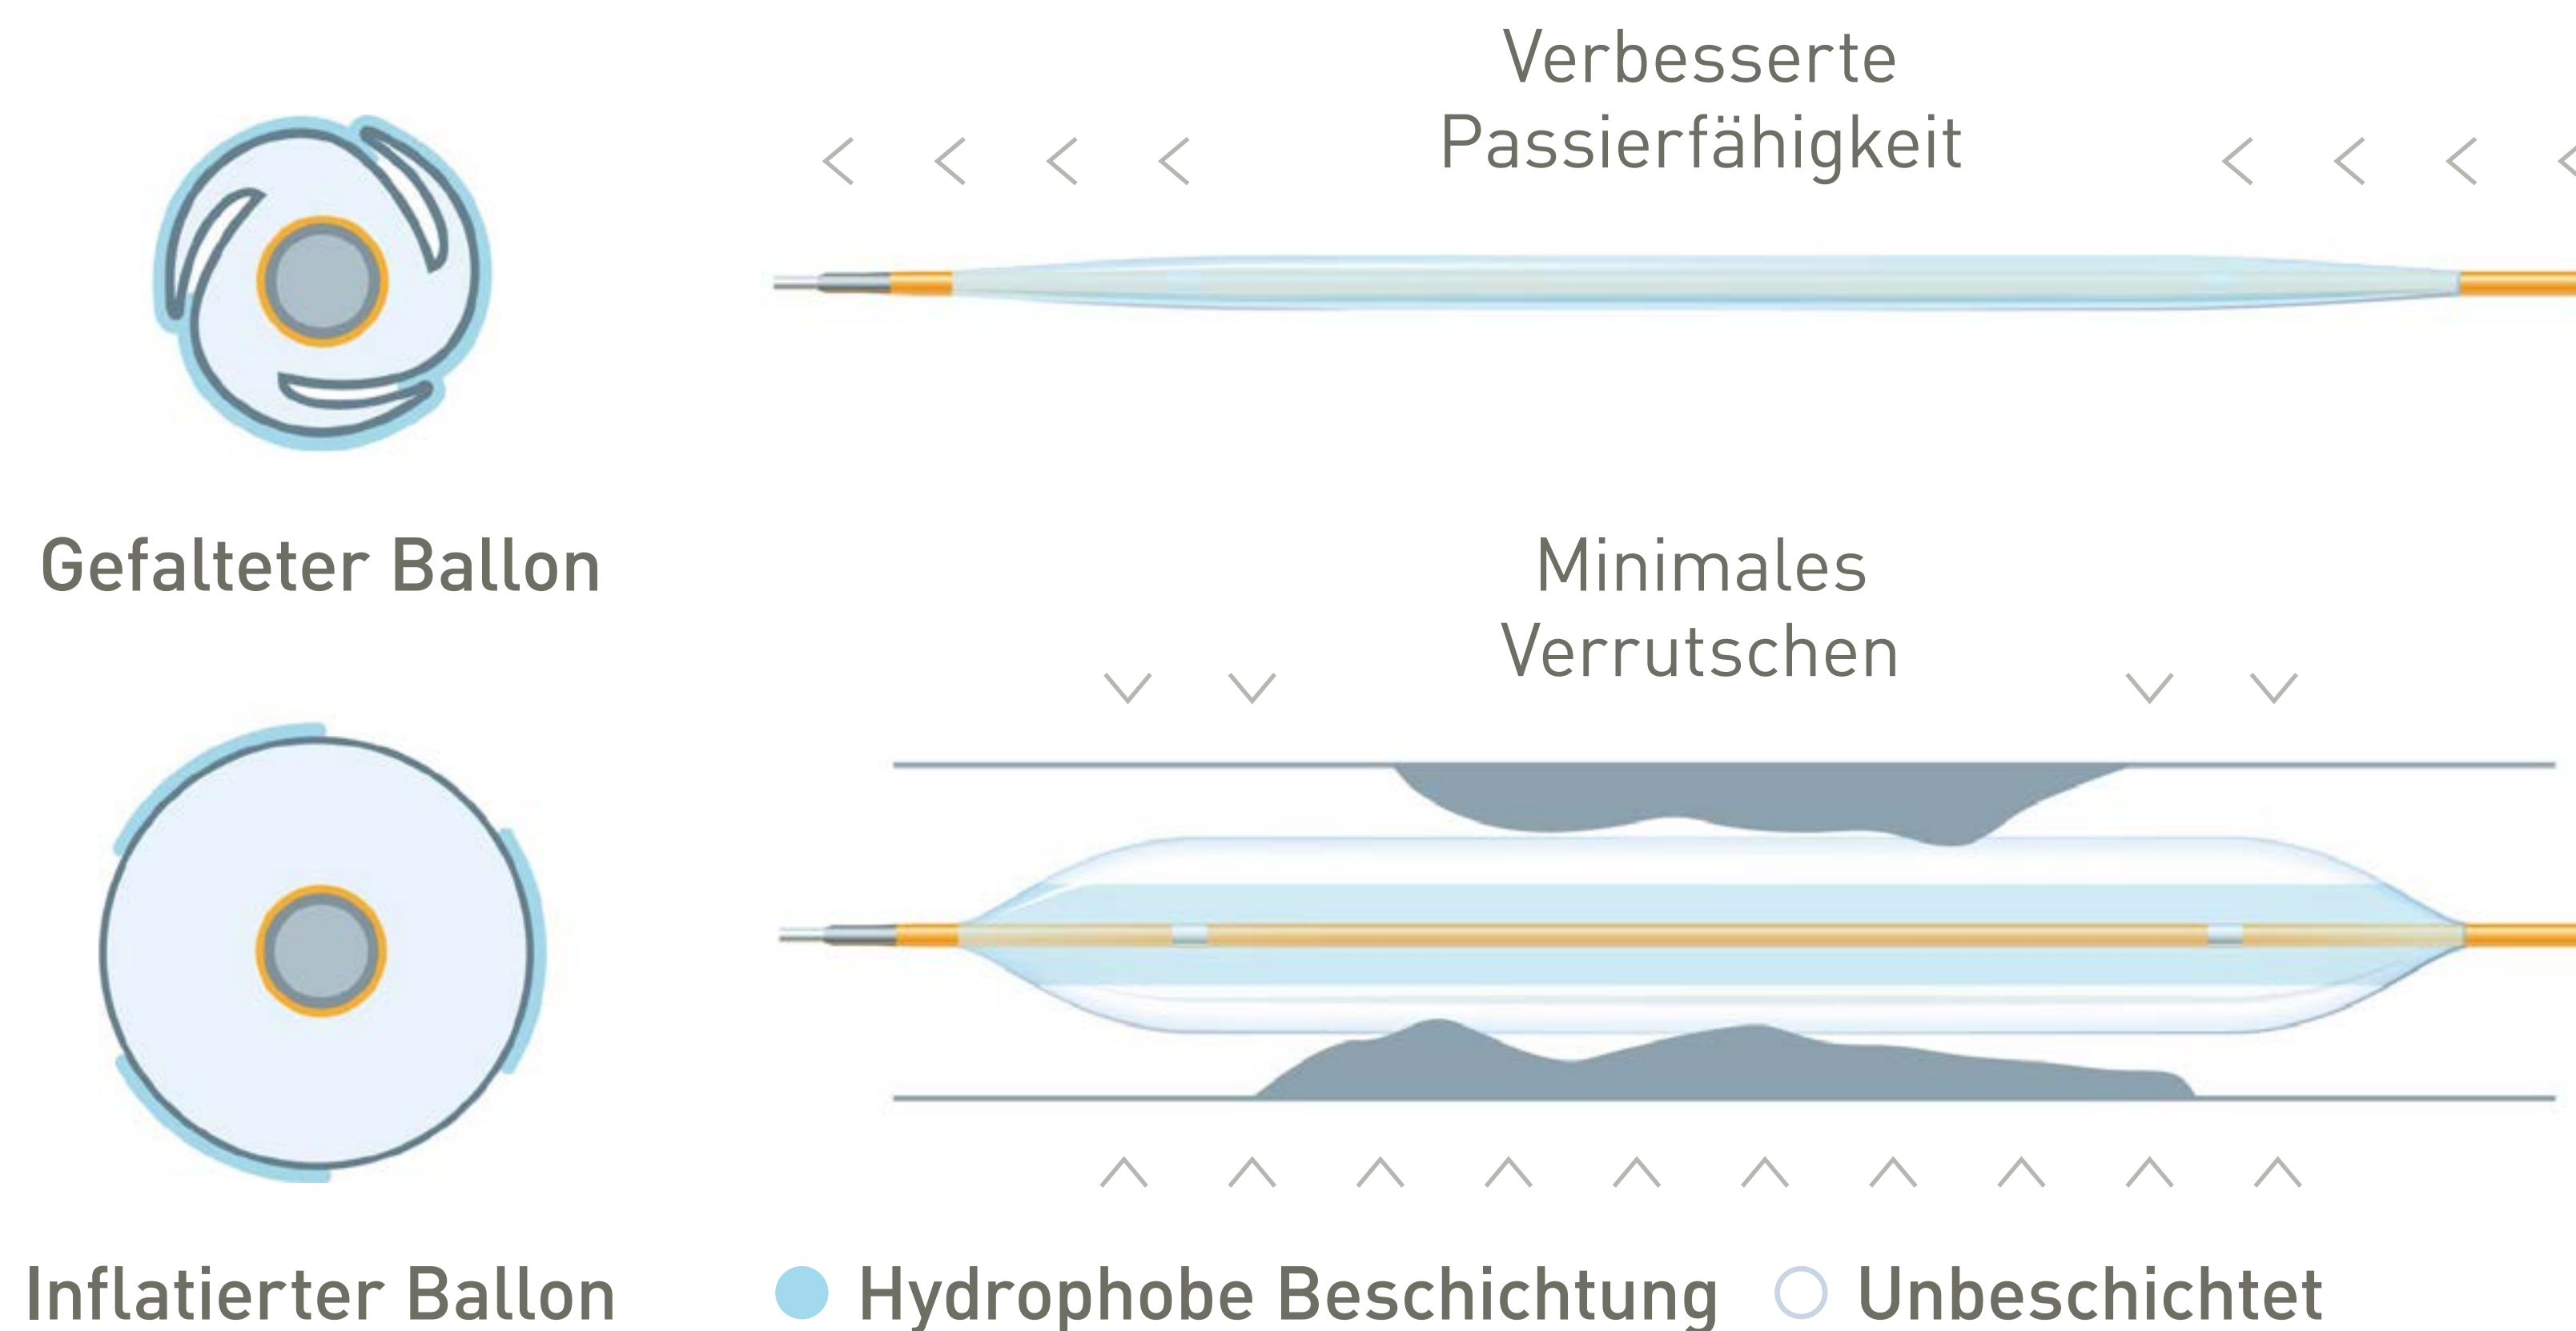 Verbesserte
Passierfähigkeit
Gefalteter Ballon
Minimales
Verrutschen
Inflatierter Ballon
Hydrophobe Beschichtung
Unbeschichtet